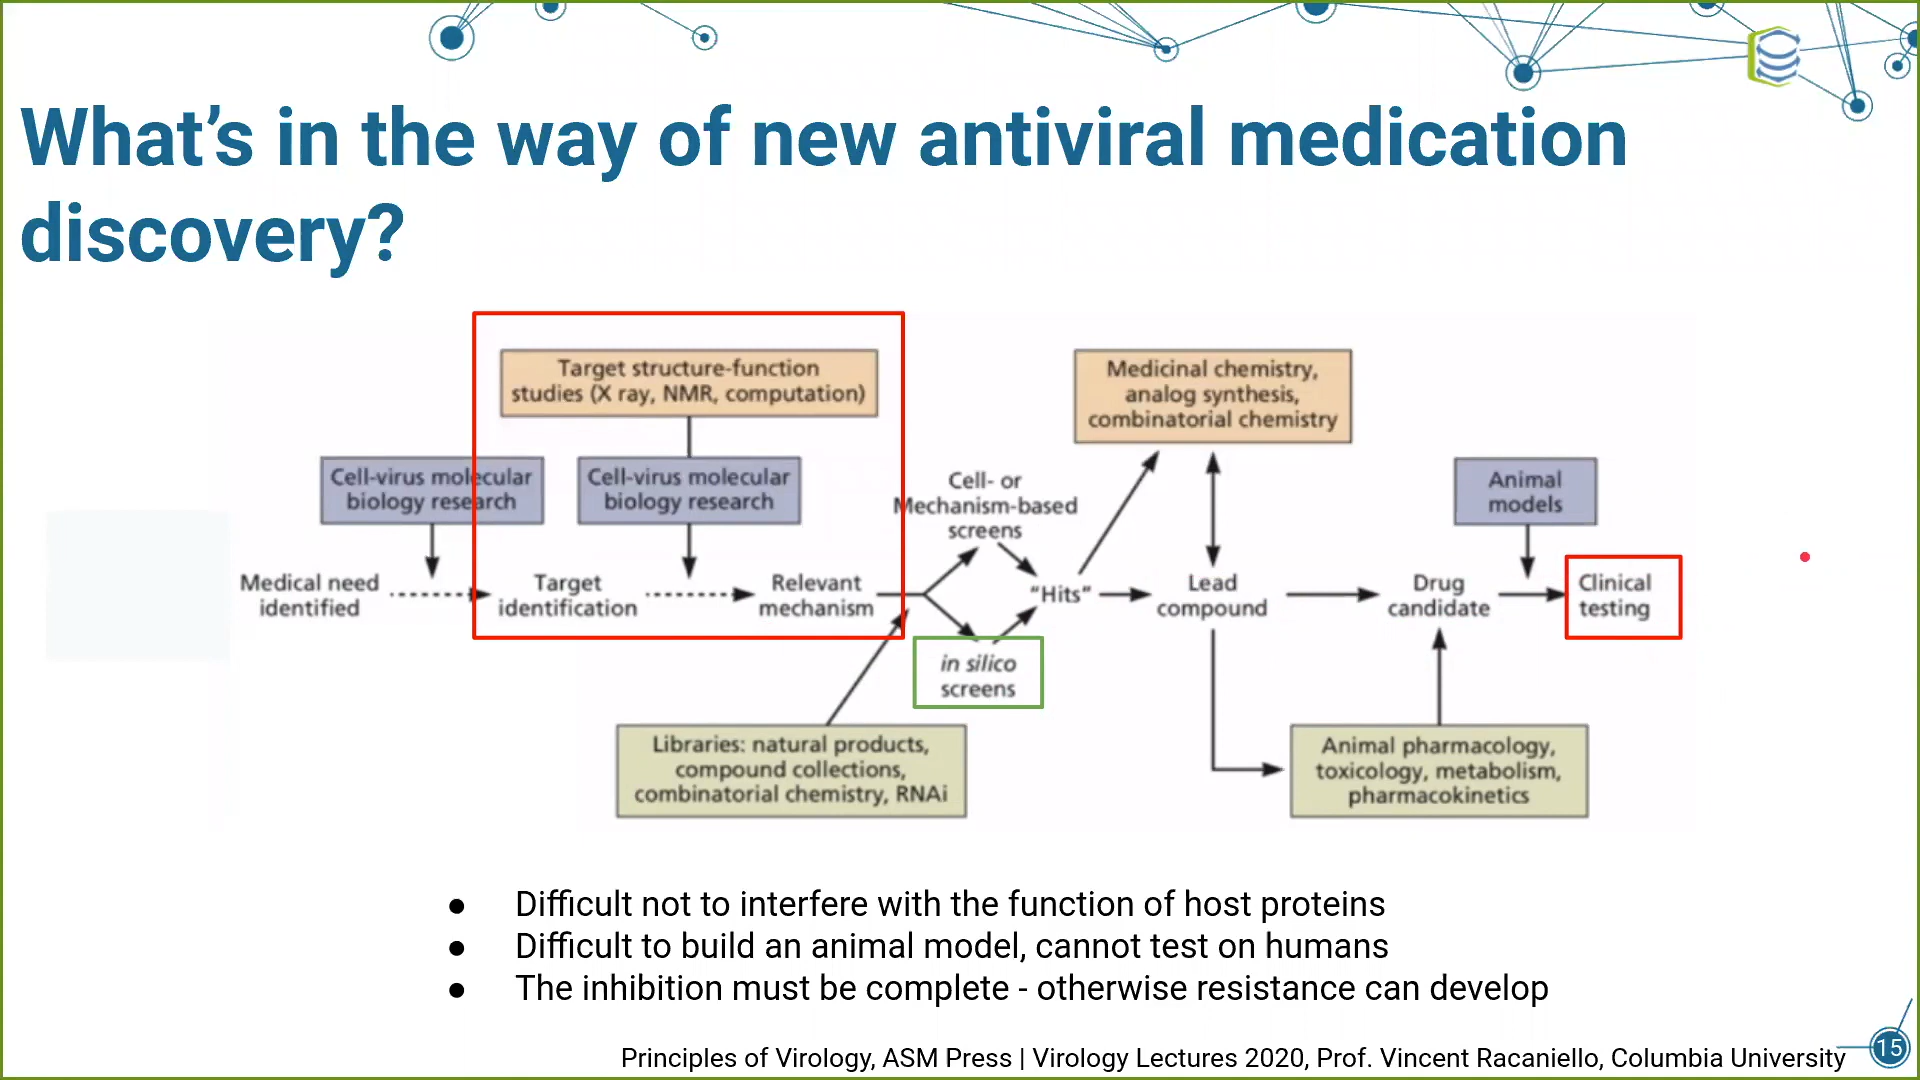 What's in the way of new antiviral medication
discovery?
Target structure-function
studies (X ray, NMR, computation)
Cell-virus molecular
biology research
Cell-virus molecular
biology research
Medical need
identified
Target
identification
Relevant
mechanism
Cell- or
Mechanism-based
screens
in silico
screens
"Hits"
Libraries: natural products,
compound collections,
combinatorial chemistry, RNAi
Medicinal chemistry,
analog synthesis,
combinatorial chemistry
Lead
compound
Animal
models
Drug
candidate
Clinical
testing
Animal pharmacology,
toxicology, metabolism,
pharmacokinetics
● Difficult not to interfere with the function of host proteins
● Difficult to build an animal model, cannot test on humans
● The inhibition must be complete - otherwise resistance can develop
Principles of Virology, ASM Press | Virology Lectures 2020, Prof. Vincent Racaniello, Columbia University
15